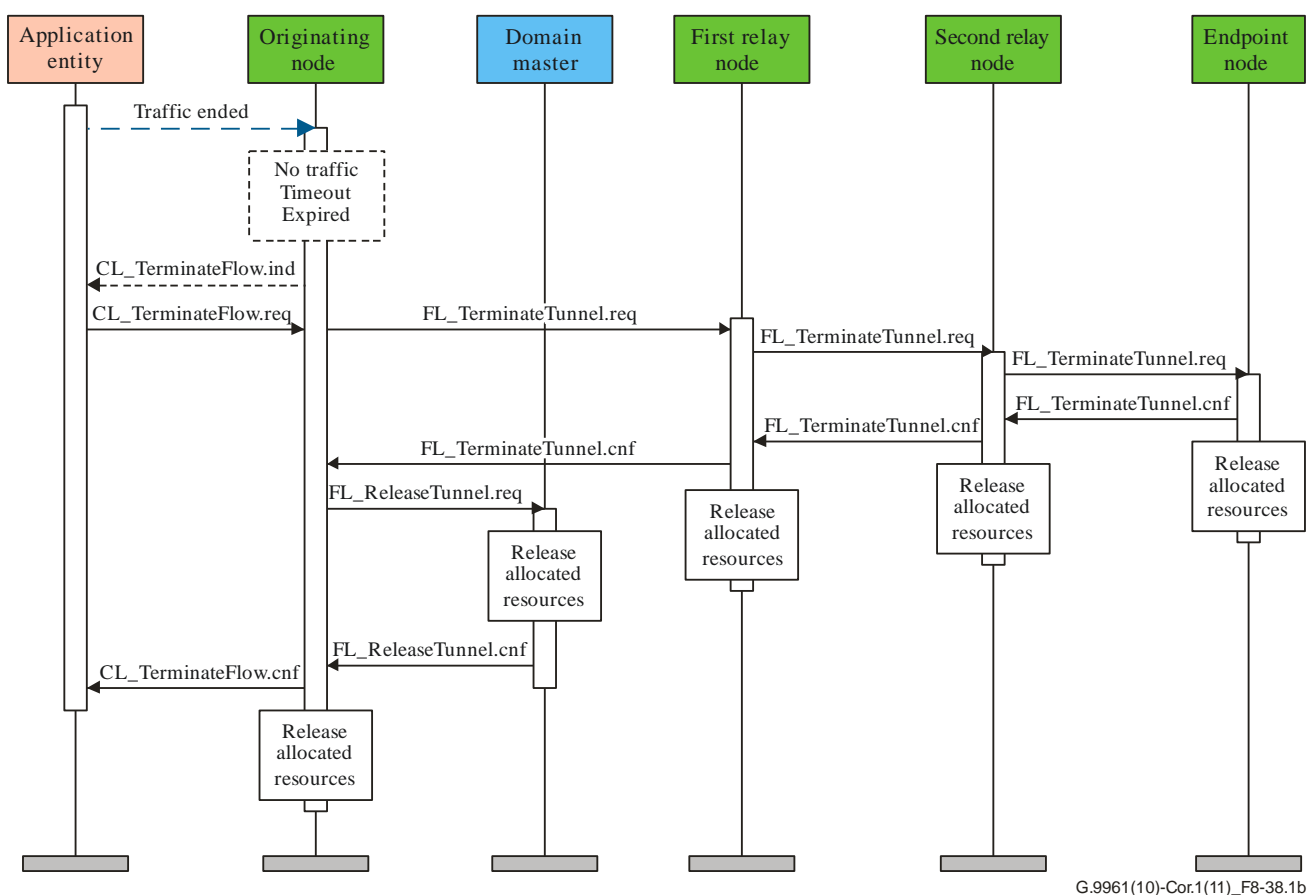 Application
entity
Originating
node
Domain
master
First relay
node
Second relay
node
Endpoint
node
Traffic ended
No traffic
Timeout
Expired
CL_TerminateFlow.ind
CL_TerminateFlow.req
FL_TerminateTunnel.req
FL_TerminateTunnel.req
FL_TerminateTunnel.req
FL_TerminateTunnel.cnf
FL_TerminateTunnel.cnf
FL_TerminateTunnel.cnf
Release
allocated
resources
Release
allocated
resources
Release
allocated
resources
FL_ReleaseTunnel.req
Release
allocated
resources
FL_ReleaseTunnel.cnf
CL_TerminateFlow.cnf
Release
allocated
resources
G.9961(10)-Cor.1(11)_F8-38.1b